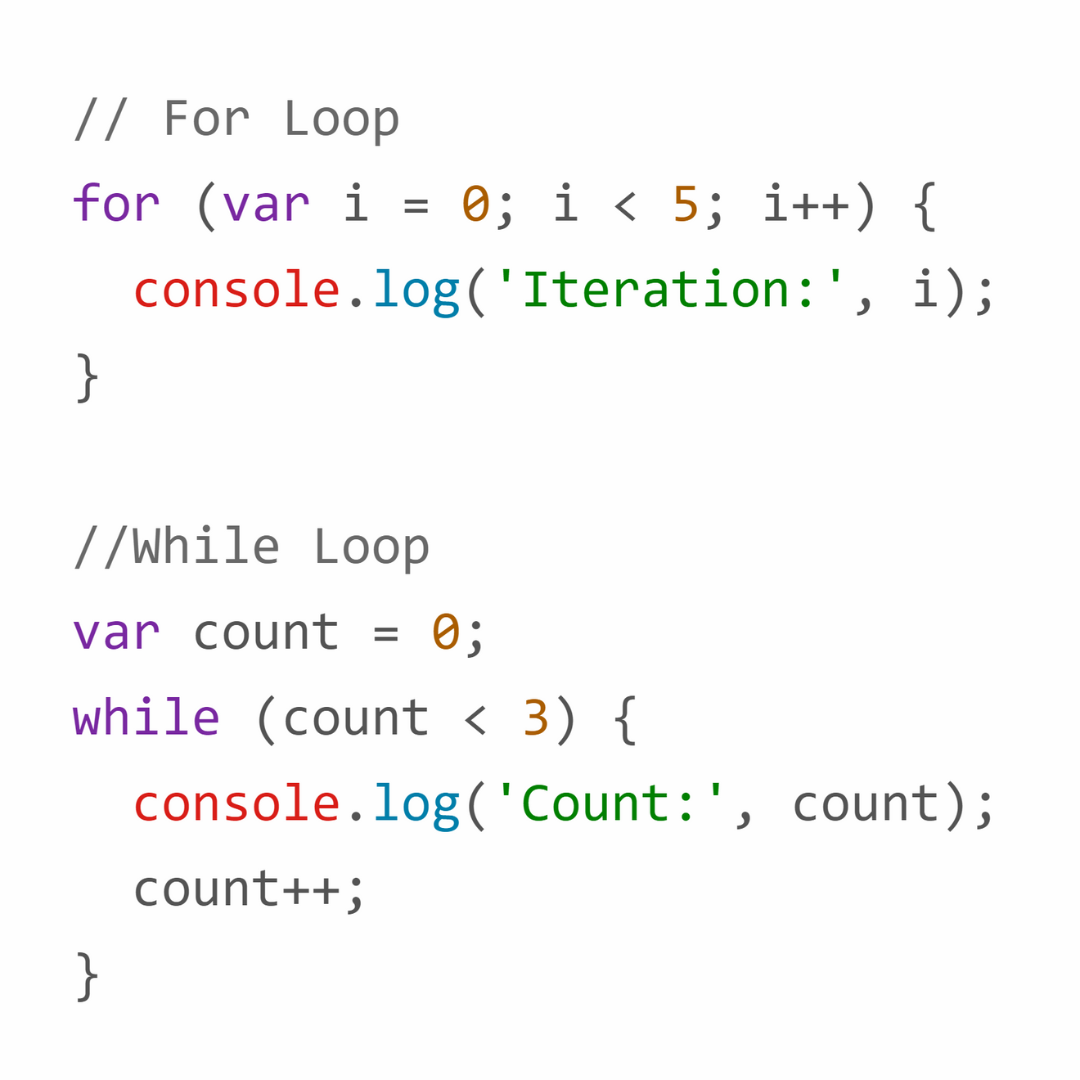 // For Loop
for (var i = 0; i < 5; i++) {
  console.log('Iteration:', i);
}

//While Loop
var count = 0;
while (count < 3) {
  console.log('Count:', count);
  count++;
}